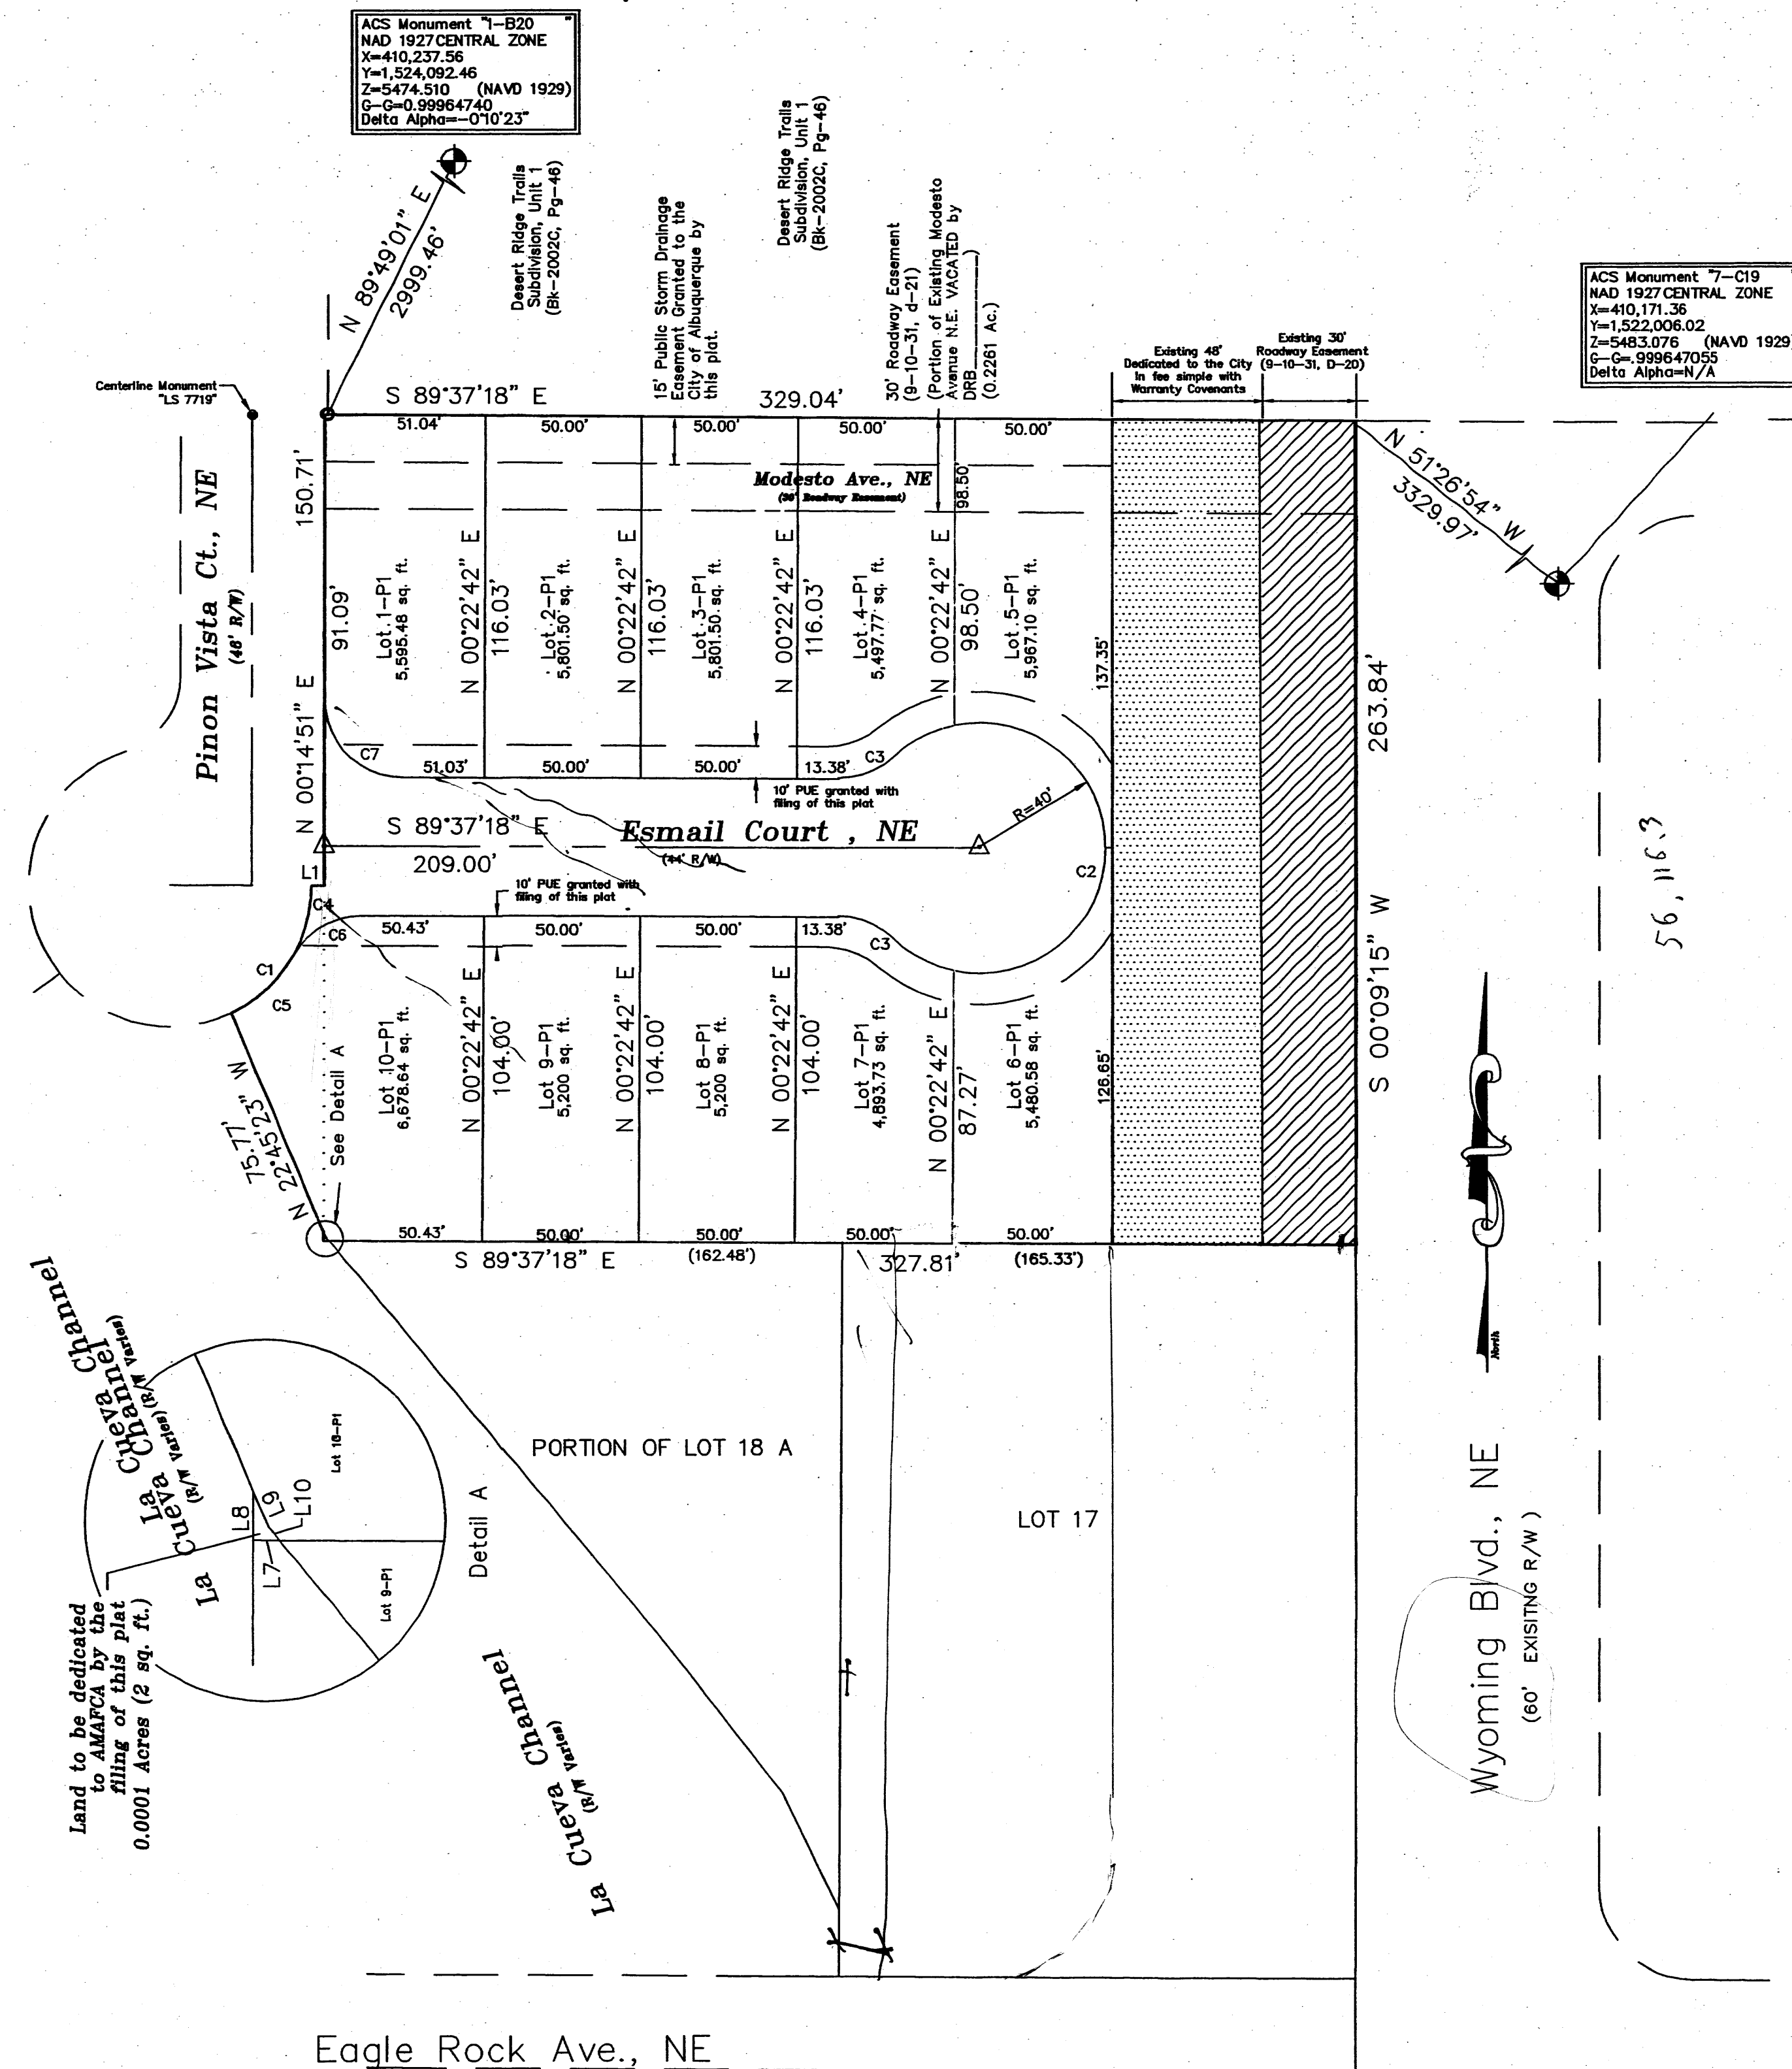 ACS Monument "1-B20 "
NAD 1927 CENTRAL ZONE
X=410,237.56
Y=1,524,092.46
Z=5474.510 (NAVD 1929)
G-G=0.99964740
Delta Alpha=-0°10'23"
N 89°49'01" E
2999.46'
Desert Ridge Trails
Subdivision, Unit 1
(Bk-2002C, Pg-46)
15' Public Storm Drainage
Easement Granted to the
City of Albuquerque by
this plat.
Desert Ridge Trails
Subdivision, Unit 1
(Bk-2002C, Pg-46)
30' Roadway Easement
(9-10-31, d-21)
(Portion of Existing Modesto
Avenue N.E. VACATED by
DRB________)
(0.2261 Ac.)
Existing 48'
Dedicated to the City
In fee simple with
Warranty Covenants
Existing 30'
Roadway Easement
(9-10-31, D-20)
ACS Monument "7-C19
NAD 1927 CENTRAL ZONE
X=410,171.36
Y=1,522,006.02
Z=5483.076 (NAVD 1929)
G-G=.999647055
Delta Alpha=N/A
Centerline Monument
"LS 7719"
S 89°37'18" E
329.04'
51.04'
50.00'
50.00'
50.00'
50.00'
N 51°26'54" W
3329.97'
Pinon Vista Ct., NE
(46' R/W)
150.71'
91.09'
N 00°14'51" E
Modesto Ave., NE
(30' Roadway Easement)
98.50'
Lot 1-P1
5,595.48 sq. ft.
N 00°22'42" E
116.03'
Lot 2-P1
5,801.50 sq. ft.
N 00°22'42" E
116.03'
Lot 3-P1
5,801.50 sq. ft.
N 00°22'42" E
116.03'
Lot 4-P1
5,497.77 sq. ft.
N 00°22'42" E
98.50'
Lot 5-P1
5,967.10 sq. ft.
137.35'
263.84'
S 00°09'15" W
C7
51.03'
50.00'
50.00'
13.38'
C3
10' PUE granted with
filing of this plat
R=40'
S 89°37'18" E
209.00'
Esmail Court , NE
(44' R/W)
C2
L1
C4
C6
C1
C5
10' PUE granted with
filing of this plat
50.43'
50.00'
50.00'
13.38'
C3
56,116.3
N 22°45'23" W
75.77'
See Detail A
Lot 10-P1
6,678.64 sq. ft.
N 00°22'42" E
104.00'
Lot 9-P1
5,200 sq. ft.
N 00°22'42" E
104.00'
Lot 8-P1
5,200 sq. ft.
N 00°22'42" E
104.00'
Lot 7-P1
4,893.73 sq. ft.
N 00°22'42" E
87.27'
Lot 6-P1
5,480.58 sq. ft.
126.65'
50.43'
50.00'
50.00'
50.00'
50.00'
S 89°37'18" E
(162.48')
327.81'
(165.33')
North
La Cueva Channel
(R/W Varies)
La Cueva Channel
(R/W Varies)
Lot 10-P1
L8
L9
L10
L7
Lot 9-P1
Detail A
Land to be dedicated
to AMAFCA by the
filing of this plat
0.0001 Acres (2 sq. ft.)
La Cueva Channel
(R/W Varies)
PORTION OF LOT 18 A
LOT 17
Wyoming Blvd., NE
(60' EXISITNG R/W )
Eagle Rock Ave., NE